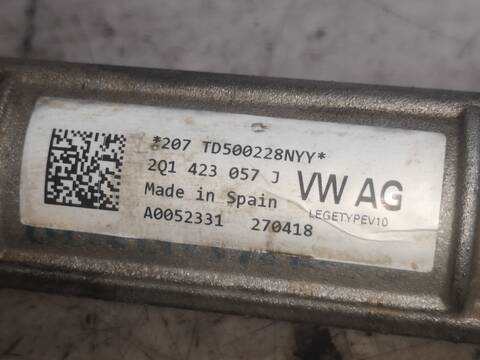 *207 TD500228NYY*
2Q1 423 057 J
Made in Spain
A0052331 270418
VW AG
LEGETYPEV10